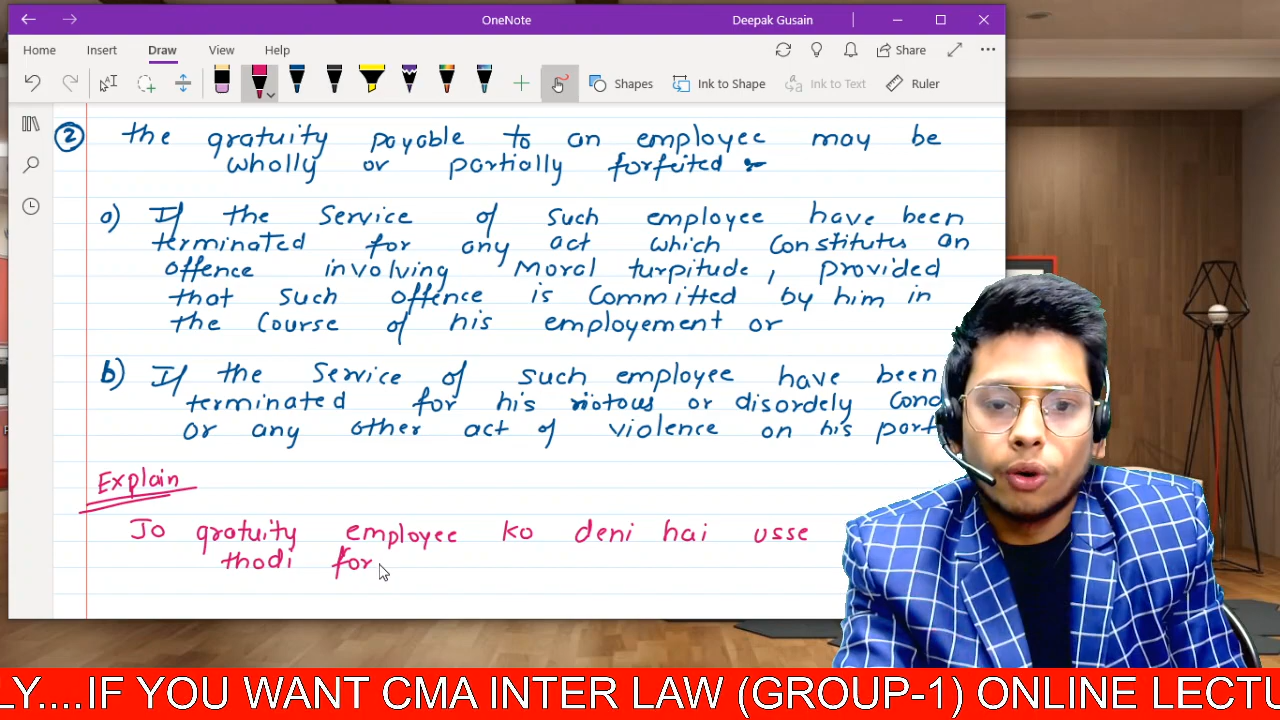 OneNote
Deepak Gusain
Home Insert Draw View Help
Share
Shapes Ink to Shape Ink to Text Ruler
2 the gratuity payable to an employee may be
wholly or partially forfeited
a) If the Service of such employee have been
terminated for any act which Constitutes an
offence involving Moral turpitude, provided
that such offence is Committed by him in
the Course of his employement or
b) If the Service of such employee have been
terminated for his riotous or disordely Cond
Or any other act of violence on his part
Explain
Jo gratuity employee ko deni hai usse
thodi for
LY....IF YOU WANT CMA INTER LAW (GROUP-1) ONLINE LECTU